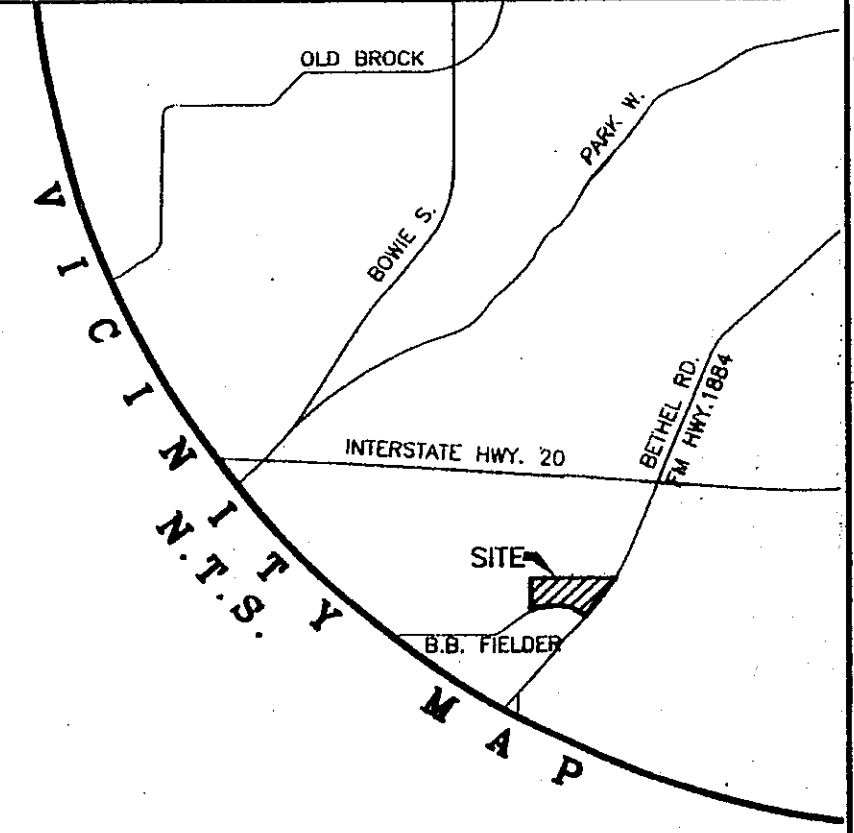 OLD BROCK
PARK W.
BOWIE S.
BETHEL RD.
FM HWY.1884
INTERSTATE HWY. 20
SITE
B.B. FIELDER
VICINITY MAP
N.T.S.